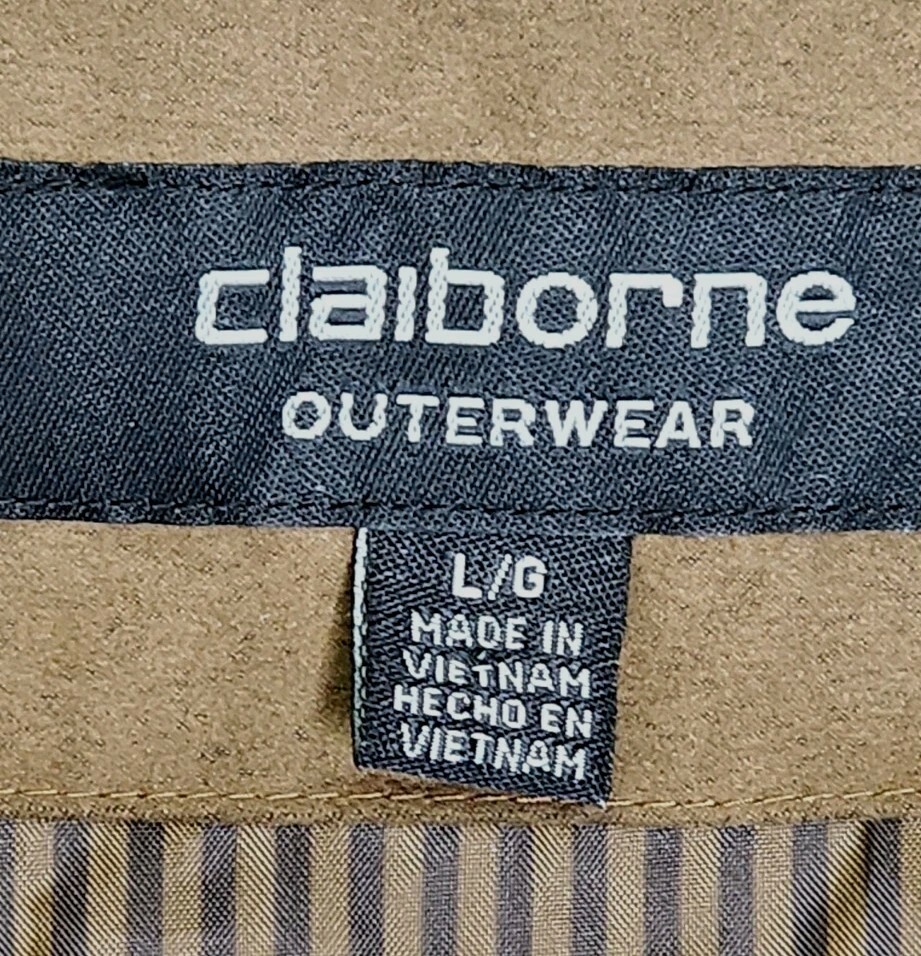 claiborne
OUTERWEAR
L/G
MADE IN
VIETNAM
HECHO EN
VIETNAM